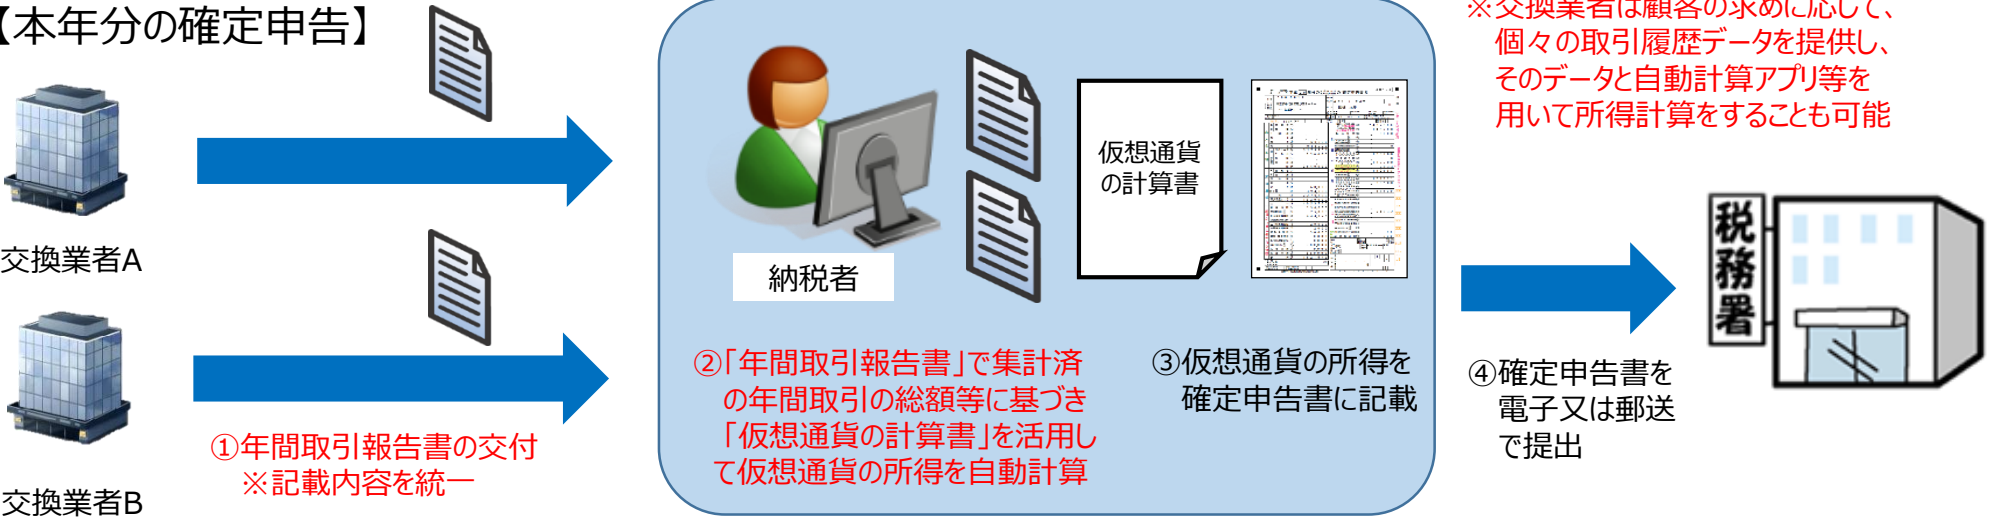 【本年分の確定申告】
交換業者A
交換業者B
①年間取引報告書の交付
※記載内容を統一
納税者
仮想通貨
の計算書
②「年間取引報告書」で集計済
の年間取引の総額等に基づき
「仮想通貨の計算書」を活用し
て仮想通貨の所得を自動計算
③仮想通貨の所得を
確定申告書に記載
※交換業者は顧客の求めに応じて、
個々の取引履歴データを提供し、
そのデータと自動計算アプリ等を
用いて所得計算をすることも可能
税務署
④確定申告書を
電子又は郵送
で提出